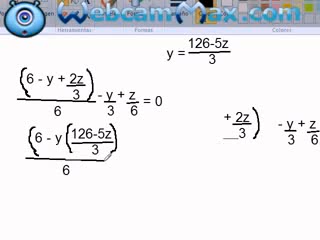 WebcamMax.com
Herramientas
Formas
Colores
y = 126-5z/3
(6 - y + 2z/3)/6 - y/3 + z/6 = 0
(6 - y (126-5z/3))/6
+ 2z/3) - y/3 + z/6